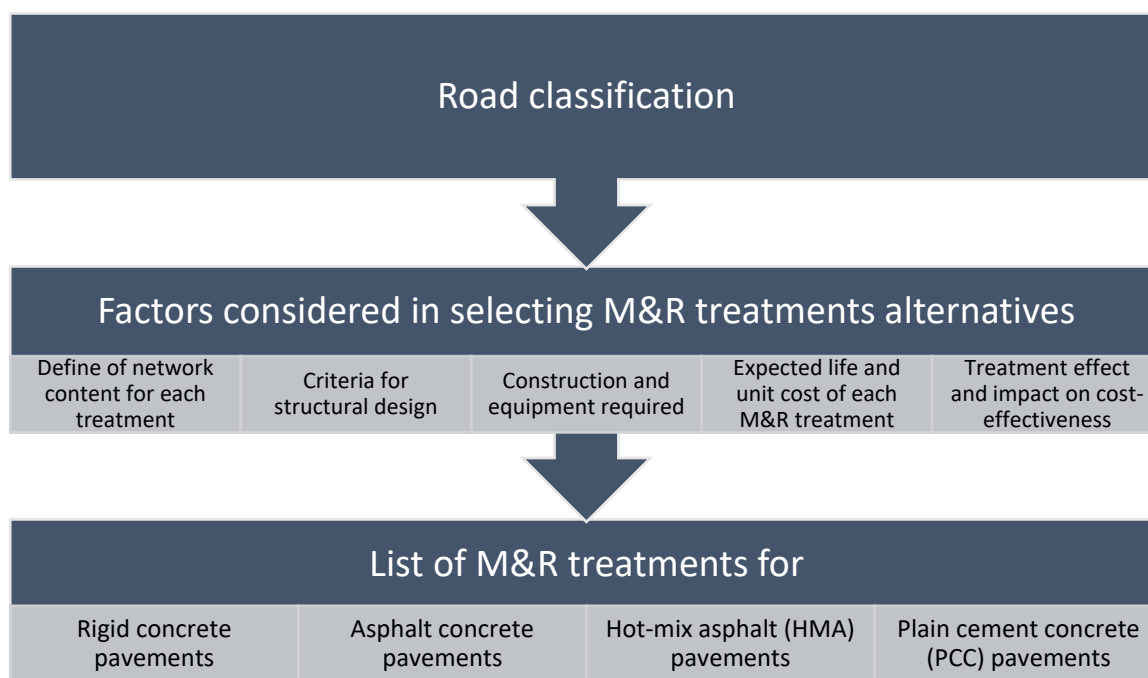 Road classification
Factors considered in selecting M&R treatments alternatives
Define of network
content for each
treatment
Criteria for
structural design
Construction and
equipment required
Expected life and
unit cost of each
M&R treatment
Treatment effect
and impact on cost-
effectiveness
List of M&R treatments for
Rigid concrete
pavements
Asphalt concrete
pavements
Hot-mix asphalt (HMA)
pavements
Plain cement concrete
(PCC) pavements